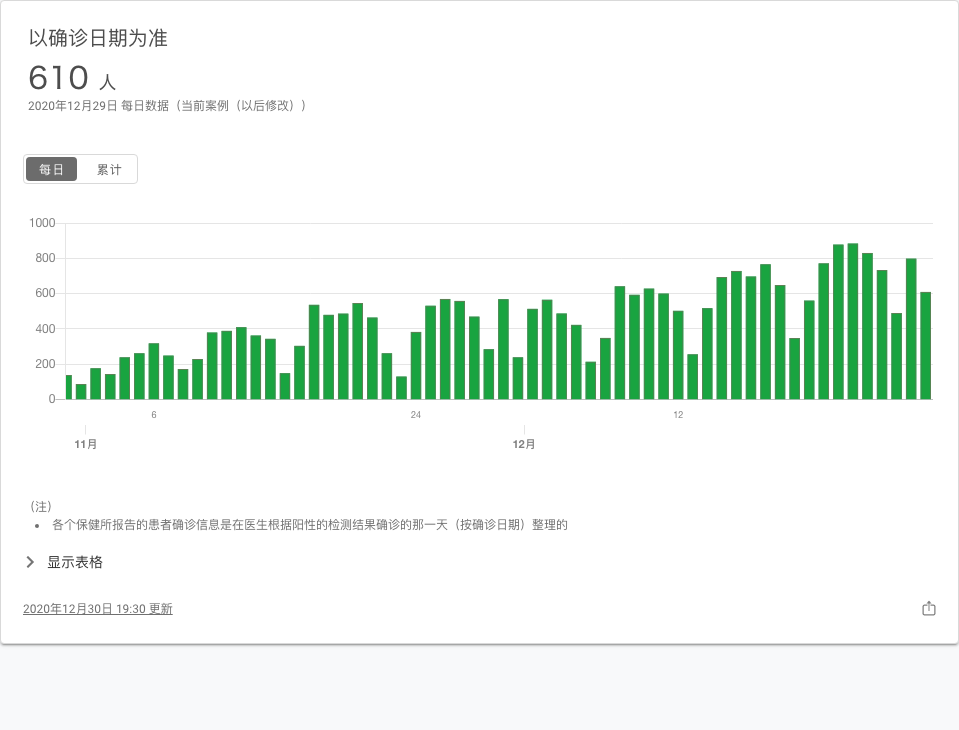 以确诊日期为准
610 人
2020年12月29日 每日数据（当前案例（以后修改））
每日 累计
1000
800
600
400
200
0
6 24 12
11月 12月
（注）
• 各个保健所报告的患者确诊信息是在医生根据阳性的检测结果确诊的那一天（按确诊日期）整理的
显示表格
2020年12月30日 19:30 更新